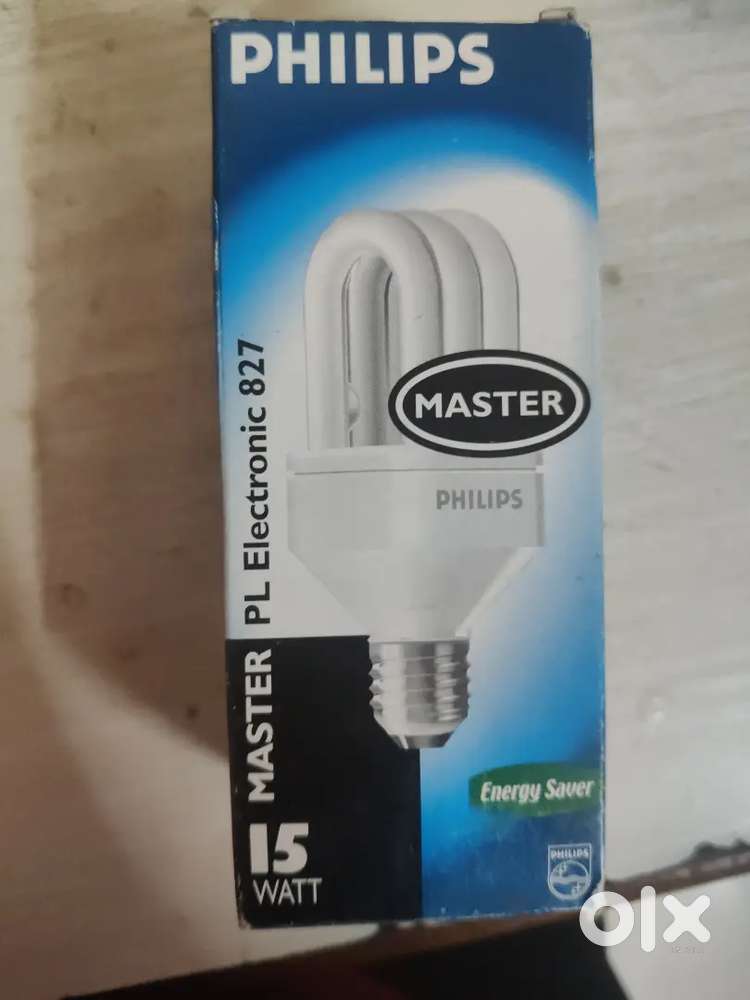 PHILIPS
MASTER
PHILIPS
MASTER PL Electronic 827
Energy Saver
15
WATT
PHILIPS
olx